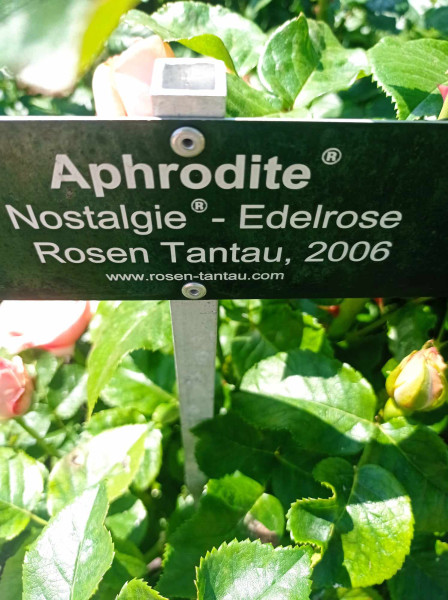 Aphrodite®
Nostalgie® - Edelrose
Rosen Tantau, 2006
www.rosen-tantau.com